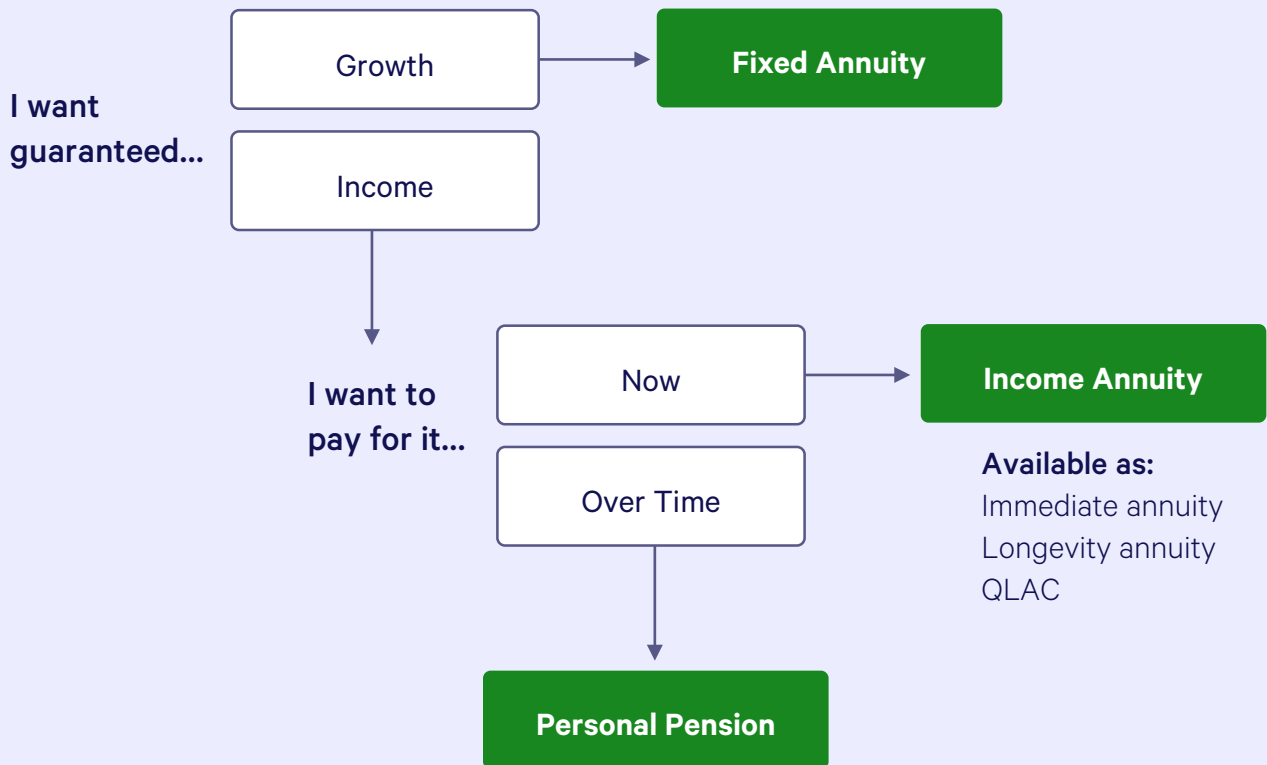 Growth
Fixed Annuity
I want
guaranteed...
Income
I want to
pay for it...
Now
Income Annuity
Over Time
Available as:
Immediate annuity
Longevity annuity
QLAC
Personal Pension